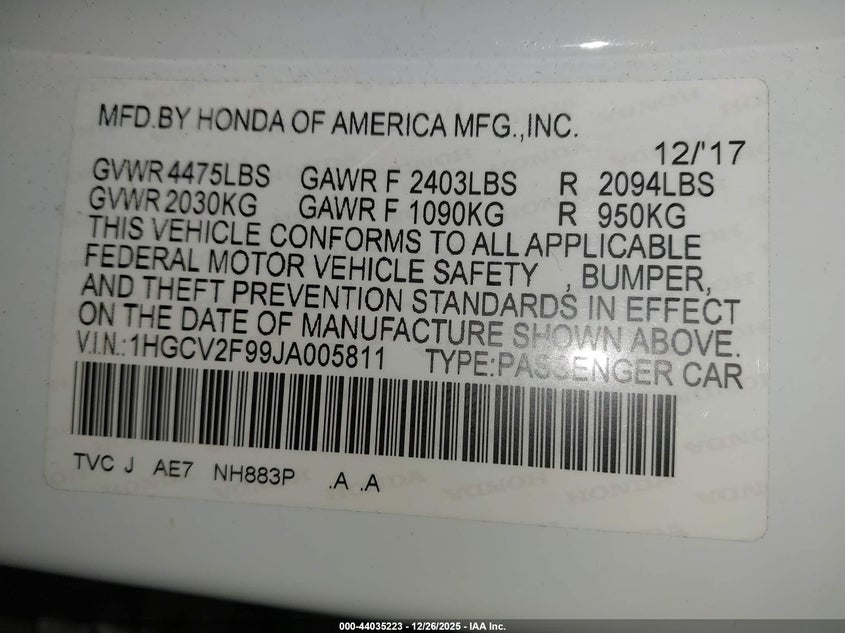 MFD.BY HONDA OF AMERICA MFG.,INC.
12/'17
GVWR 4475LBS GAWR F 2403LBS R 2094LBS
GVWR 2030KG GAWR F 1090KG R 950KG
THIS VEHICLE CONFORMS TO ALL APPLICABLE
FEDERAL MOTOR VEHICLE SAFETY , BUMPER,
AND THEFT PREVENTION STANDARDS IN EFFECT
ON THE DATE OF MANUFACTURE SHOWN ABOVE.
V.I.N.:1HGCV2F99JA005811 TYPE:PASSENGER CAR
TVC J AE7 NH883P .A .A
000-44035223 - 12/26/2025 - IAA Inc.